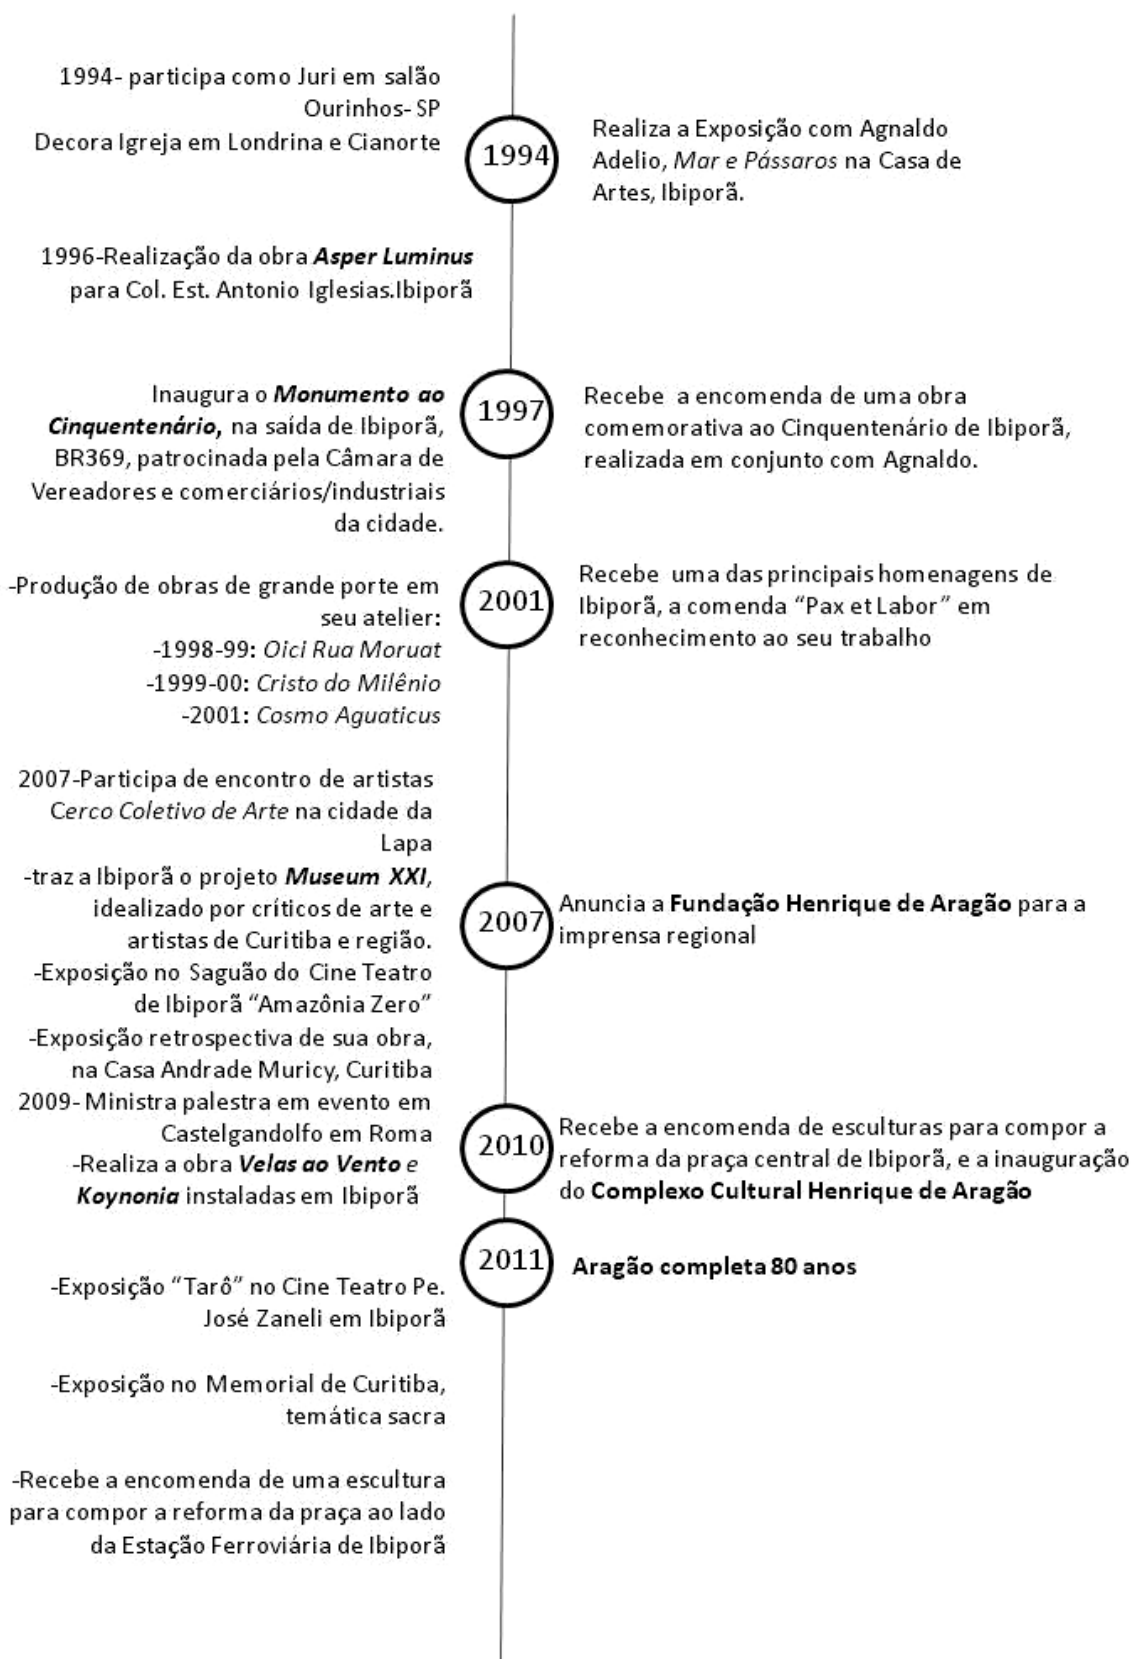 1994- participa como Juri em salão
Ourinhos- SP
Decora Igreja em Londrina e Cianorte
1994
Realiza a Exposição com Agnaldo
Adelio, Mar e Pássaros na Casa de
Artes, Ibiporã.
1996-Realização da obra Asper Luminus
para Col. Est. Antonio Iglesias.Ibiporã
Inaugura o Monumento ao
Cinquentenário, na saída de Ibiporã,
BR369, patrocinada pela Câmara de
Vereadores e comerciários/industriais
da cidade.
1997
Recebe a encomenda de uma obra
comemorativa ao Cinquentenário de Ibiporã,
realizada em conjunto com Agnaldo.
-Produção de obras de grande porte em
seu atelier:
-1998-99: Oici Rua Moruat
-1999-00: Cristo do Milênio
-2001: Cosmo Aguaticus
2001
Recebe uma das principais homenagens de
Ibiporã, a comenda “Pax et Labor” em
reconhecimento ao seu trabalho
2007-Participa de encontro de artistas
Cerco Coletivo de Arte na cidade da
Lapa
-traz a Ibiporã o projeto Museum XXI,
idealizado por críticos de arte e
artistas de Curitiba e região.
-Exposição no Saguão do Cine Teatro
de Ibiporã “Amazônia Zero”
-Exposição retrospectiva de sua obra,
na Casa Andrade Muricy, Curitiba
2007
Anuncia a Fundação Henrique de Aragão para a
imprensa regional
2009- Ministra palestra em evento em
Castelgandolfo em Roma
-Realiza a obra Velas ao Vento e
Koynonia instaladas em Ibiporã
2010
Recebe a encomenda de esculturas para compor a
reforma da praça central de Ibiporã, e a inauguração
do Complexo Cultural Henrique de Aragão
2011
Aragão completa 80 anos
-Exposição “Tarô” no Cine Teatro Pe.
José Zaneli em Ibiporã
-Exposição no Memorial de Curitiba,
temática sacra
-Recebe a encomenda de uma escultura
para compor a reforma da praça ao lado
da Estação Ferroviária de Ibiporã